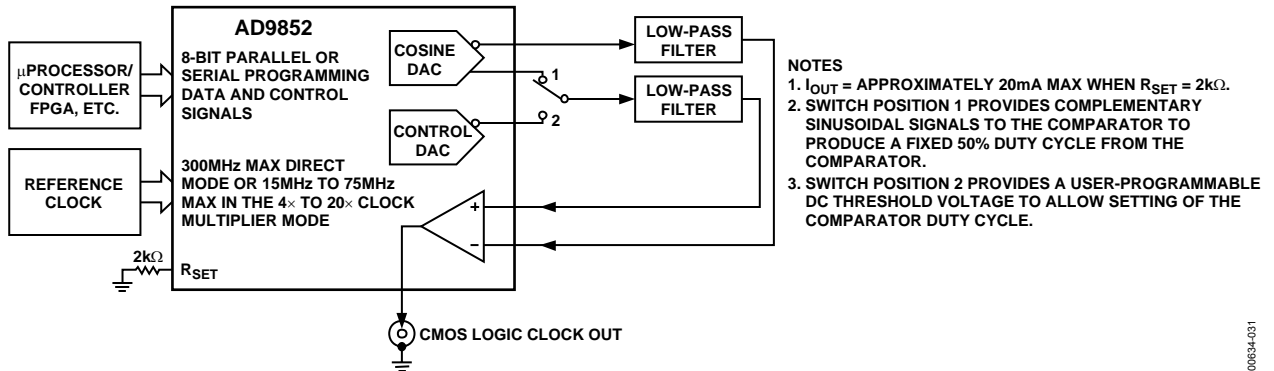 AD9852
µPROCESSOR/
CONTROLLER
FPGA, ETC.
8-BIT PARALLEL OR
SERIAL PROGRAMMING
DATA AND CONTROL
SIGNALS
COSINE
DAC
1
2
CONTROL
DAC
LOW-PASS
FILTER
LOW-PASS
FILTER
REFERENCE
CLOCK
300MHz MAX DIRECT
MODE OR 15MHz TO 75MHz
MAX IN THE 4× TO 20× CLOCK
MULTIPLIER MODE
+
–
2kΩ
RSET
CMOS LOGIC CLOCK OUT
NOTES
1. IOUT = APPROXIMATELY 20mA MAX WHEN RSET = 2kΩ.
2. SWITCH POSITION 1 PROVIDES COMPLEMENTARY
SINUSOIDAL SIGNALS TO THE COMPARATOR TO
PRODUCE A FIXED 50% DUTY CYCLE FROM THE
COMPARATOR.
3. SWITCH POSITION 2 PROVIDES A USER-PROGRAMMABLE
DC THRESHOLD VOLTAGE TO ALLOW SETTING OF THE
COMPARATOR DUTY CYCLE.
00634-031